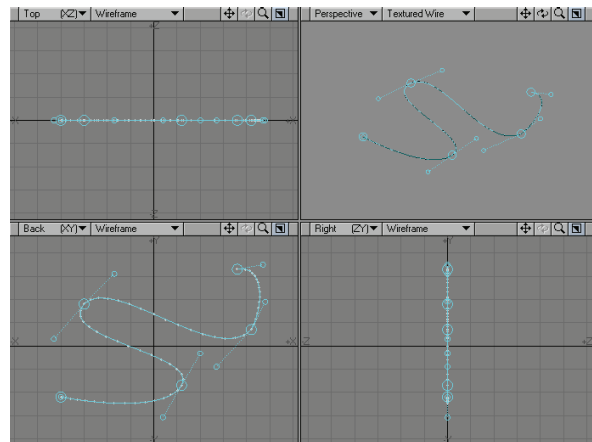 Top (XZ) Wireframe
Perspective Textured Wire
Z
X X
Z
Back (XY) Wireframe
Right (ZY) Wireframe
+Y +Y
X +X Z +Z
Y Y